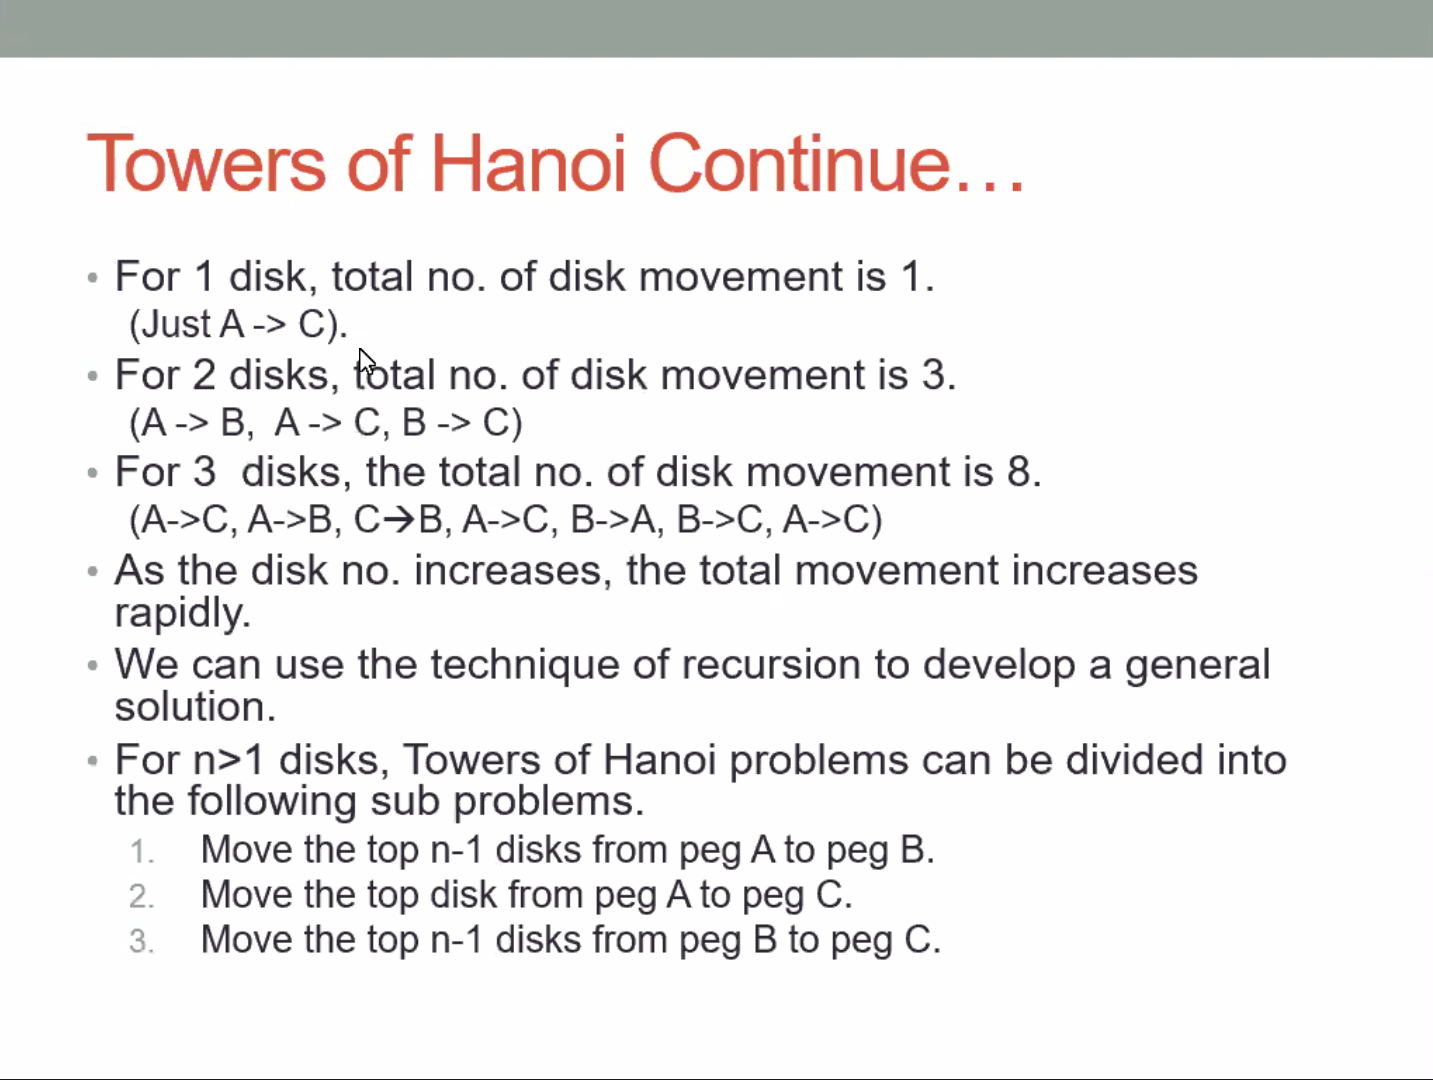 Towers of Hanoi Continue…
• For 1 disk, total no. of disk movement is 1.
(Just A -> C).
• For 2 disks, total no. of disk movement is 3.
(A -> B, A -> C, B -> C)
• For 3 disks, the total no. of disk movement is 8.
(A->C, A->B, C→B, A->C, B->A, B->C, A->C)
• As the disk no. increases, the total movement increases
rapidly.
• We can use the technique of recursion to develop a general
solution.
• For n>1 disks, Towers of Hanoi problems can be divided into
the following sub problems.
1. Move the top n-1 disks from peg A to peg B.
2. Move the top disk from peg A to peg C.
3. Move the top n-1 disks from peg B to peg C.